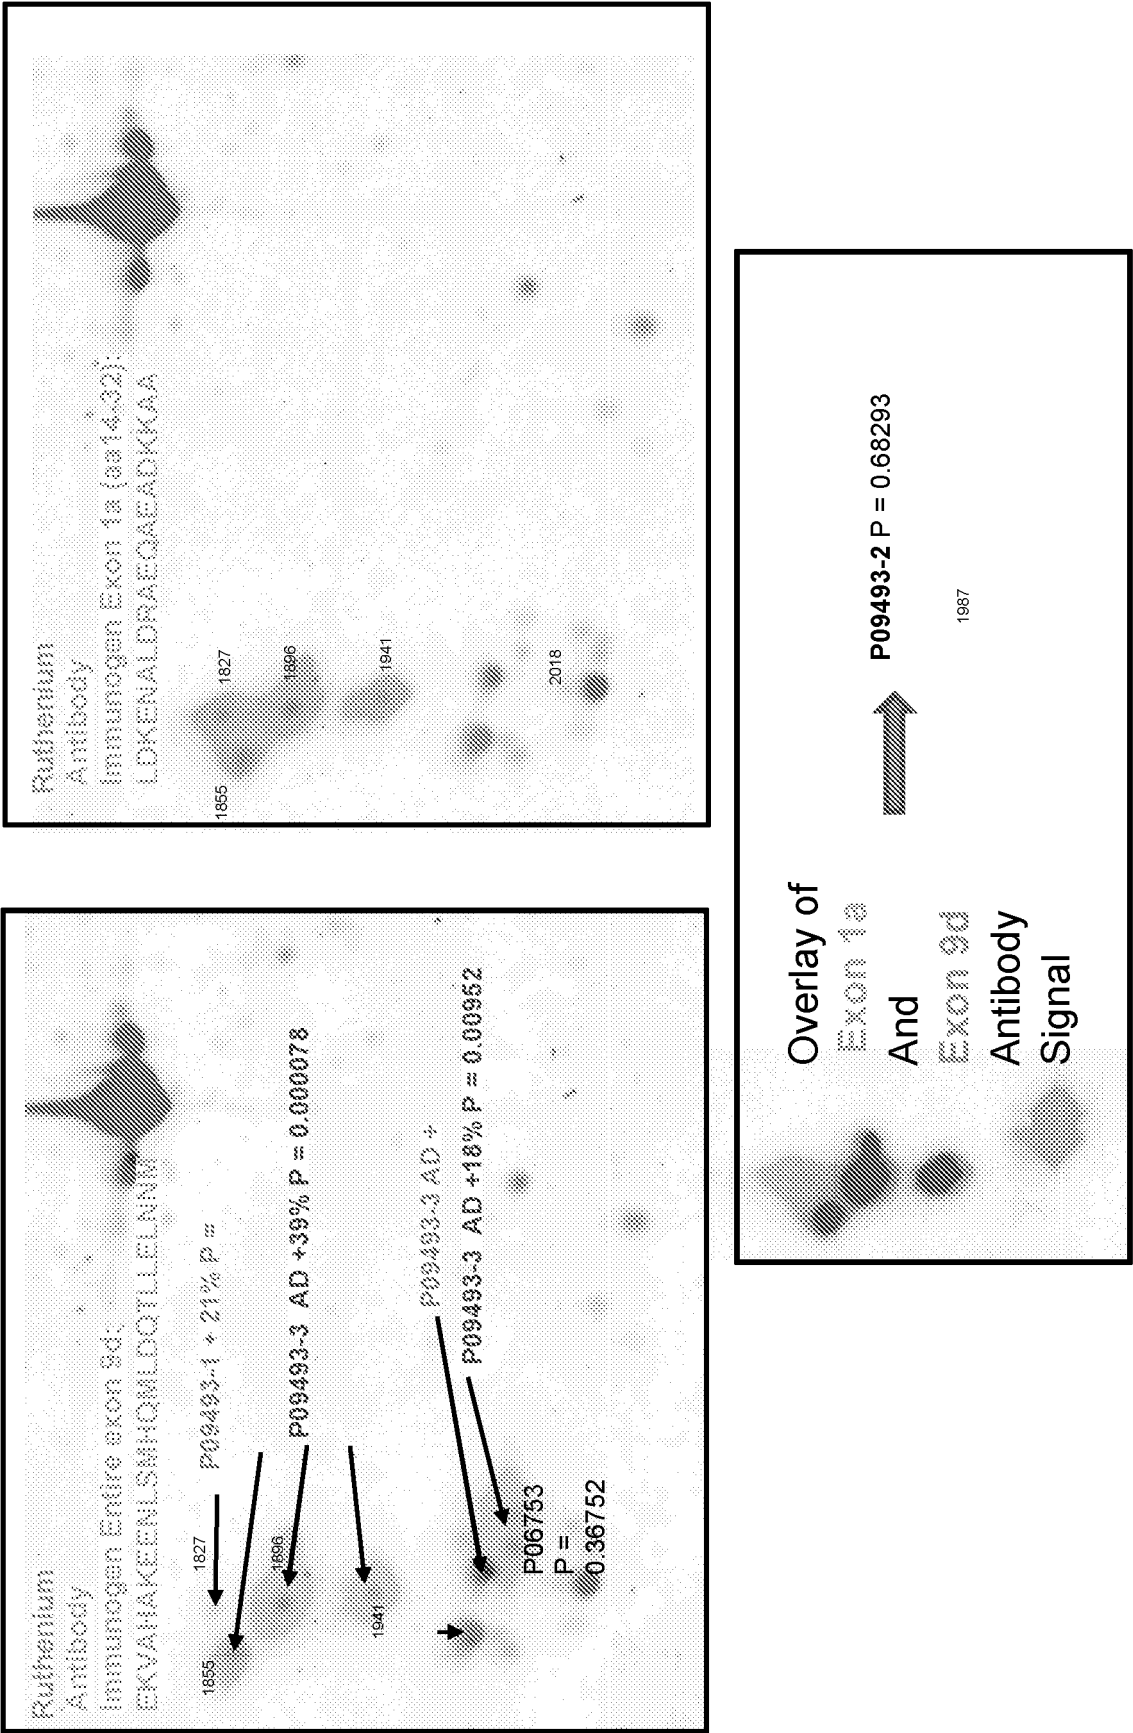 Ruthenium
Antibody
Immunogen Entire exon 9d:
EKVAHAKEENLSMHQMLDQTLLELNNM
1827
P09493-1 + 21% P =
1855
1896
P09493-3 AD +39% P = 0.000078
1941
P09493-3 AD +
P09493-3 AD +18% P = 0.00952
P06753
P =
0.36752
Ruthenium
Antibody
Immunogen Exon 1a (aa14-32):
LDKENALDRAEQAEADKKAA
1855
1827
1896
1941
2018
Overlay of
Exon 1a
And
Exon 9d
Antibody
Signal
P09493-2 P = 0.68293
1987